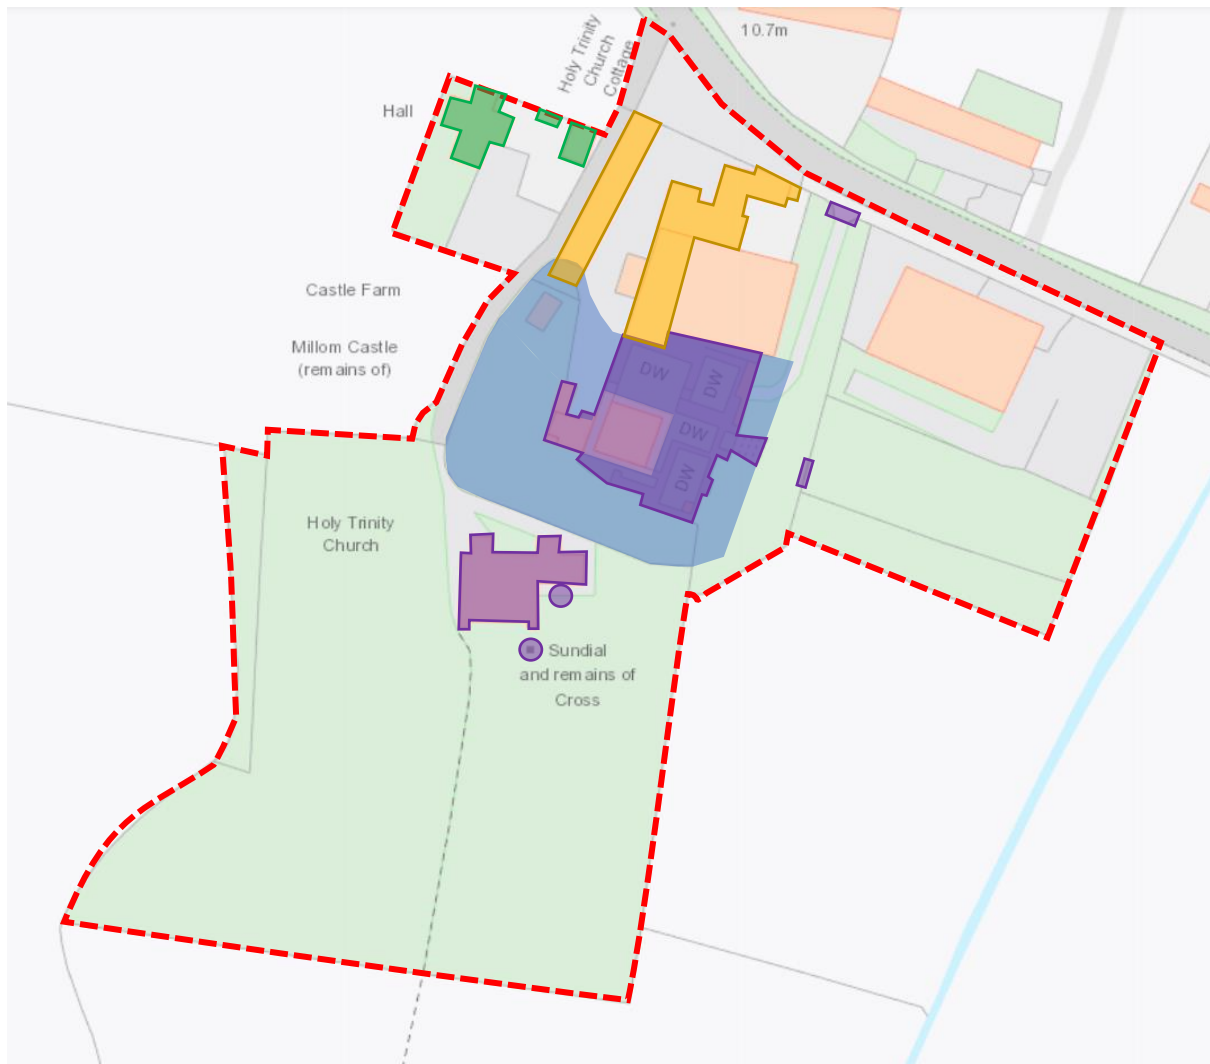 10.7m
Holy Trinity
Church
Cottage
Hall
Castle Farm
Millom Castle
(remains of)
DW
DW
DW
DW
Holy Trinity
Church
Sundial
and remains of
Cross